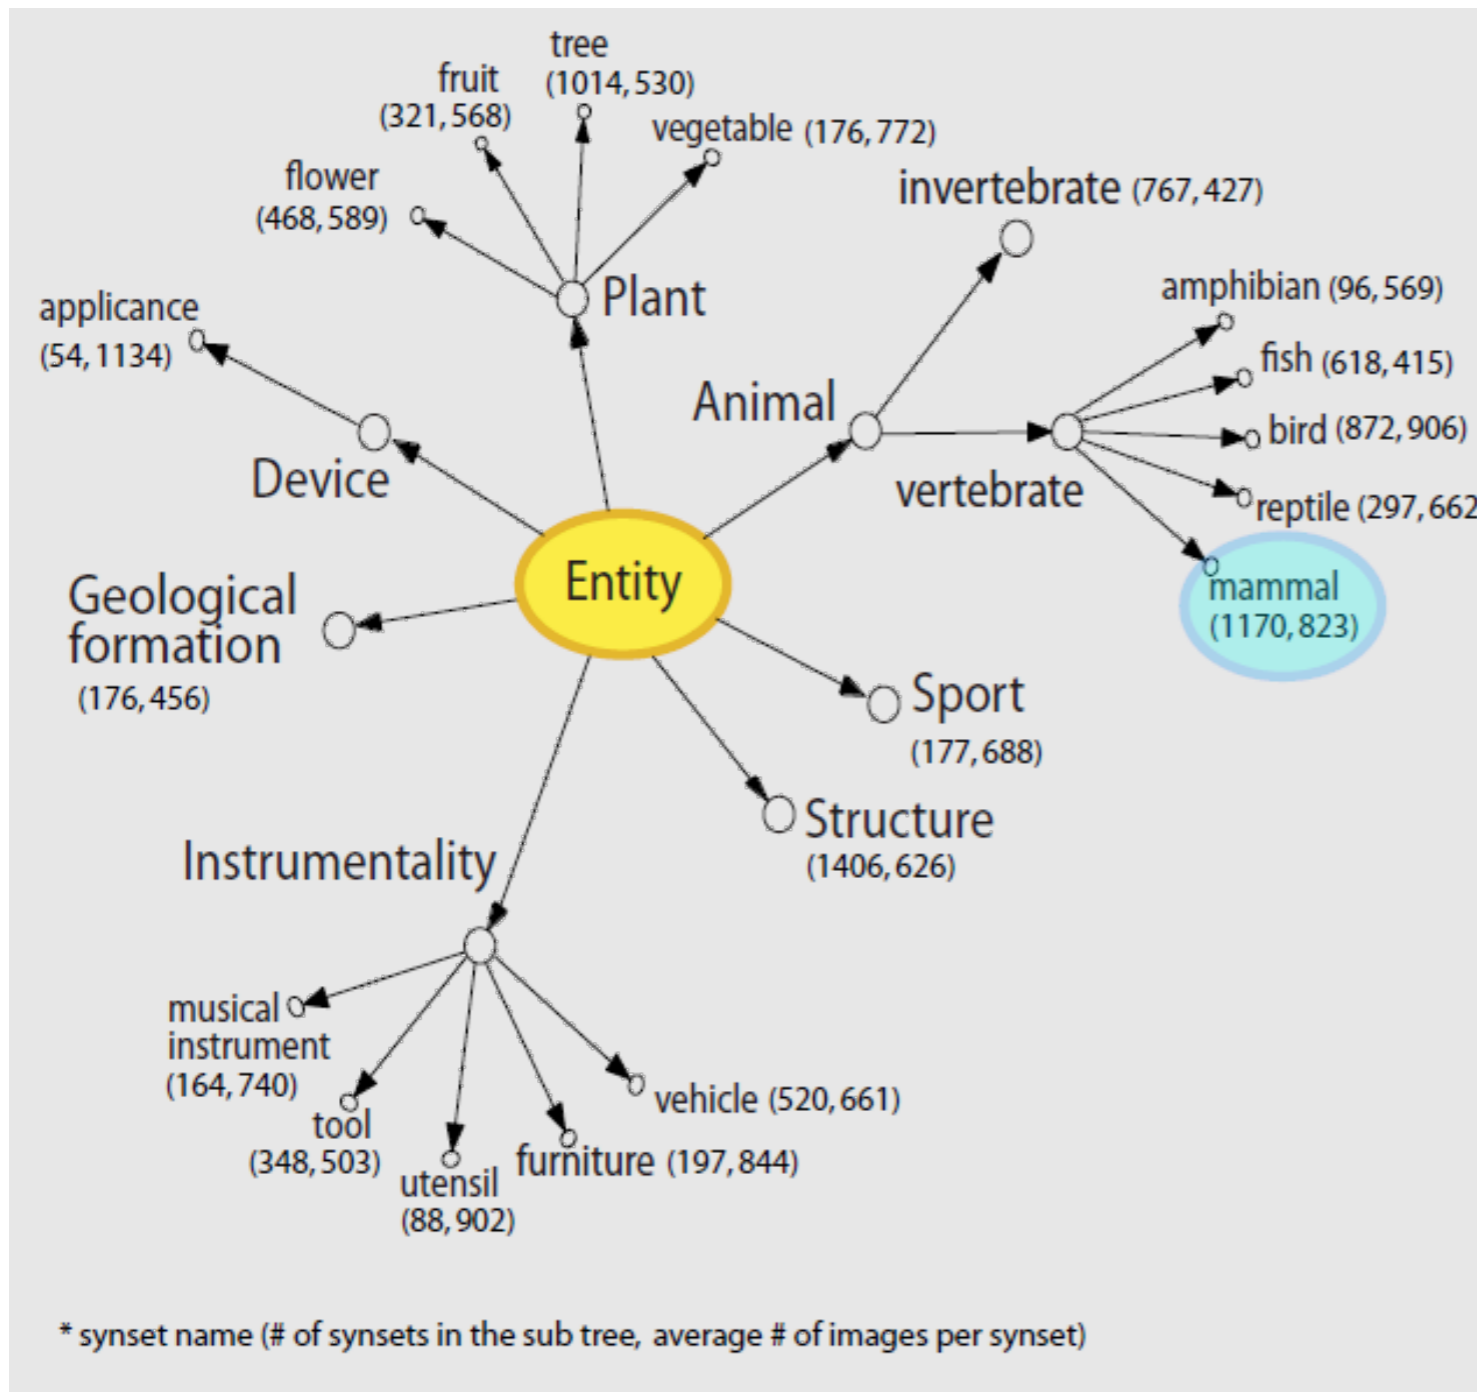 tree
(1014, 530)
fruit
(321, 568)
vegetable (176, 772)
flower
(468, 589)
Plant
invertebrate (767, 427)
applicance
(54, 1134)
Device
Animal
vertebrate
amphibian (96, 569)
fish (618, 415)
bird (872, 906)
reptile (297, 662
mammal
(1170, 823)
Entity
Geological
formation
(176, 456)
Sport
(177, 688)
Structure
(1406, 626)
Instrumentality
musical
instrument
(164, 740)
tool
(348, 503)
utensil
(88, 902)
furniture (197, 844)
vehicle (520, 661)
* synset name (# of synsets in the sub tree, average # of images per synset)